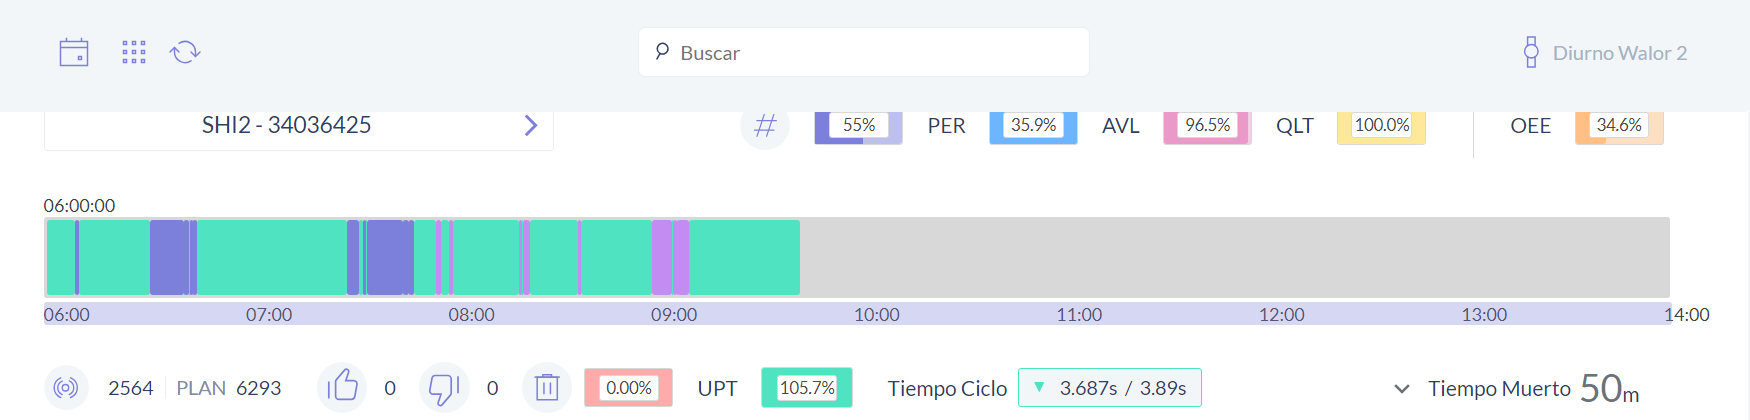 Buscar
Diurno Walor 2
SHI2 - 34036425
# 55% PER 35.9% AVL 96.5% QLT 100.0% OEE 34.6%
06:00:00
06:00 07:00 08:00 09:00 10:00 11:00 12:00 13:00 14:00
2564 PLAN 6293 0 0 0.00% UPT 105.7% Tiempo Ciclo ▼ 3.687s / 3.89s Tiempo Muerto 50m